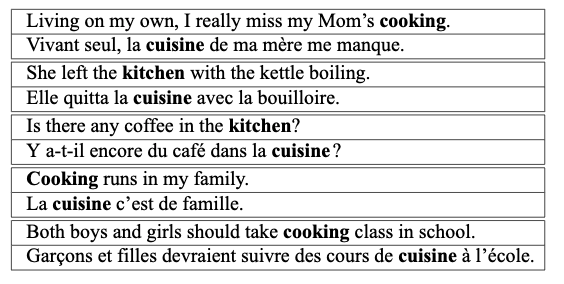 Living on my own, I really miss my Mom’s cooking.
Vivant seul, la cuisine de ma mère me manque.
She left the kitchen with the kettle boiling.
Elle quitta la cuisine avec la bouilloire.
Is there any coffee in the kitchen?
Y a-t-il encore du café dans la cuisine?
Cooking runs in my family.
La cuisine c’est de famille.
Both boys and girls should take cooking class in school.
Garçons et filles devraient suivre des cours de cuisine à l’école.